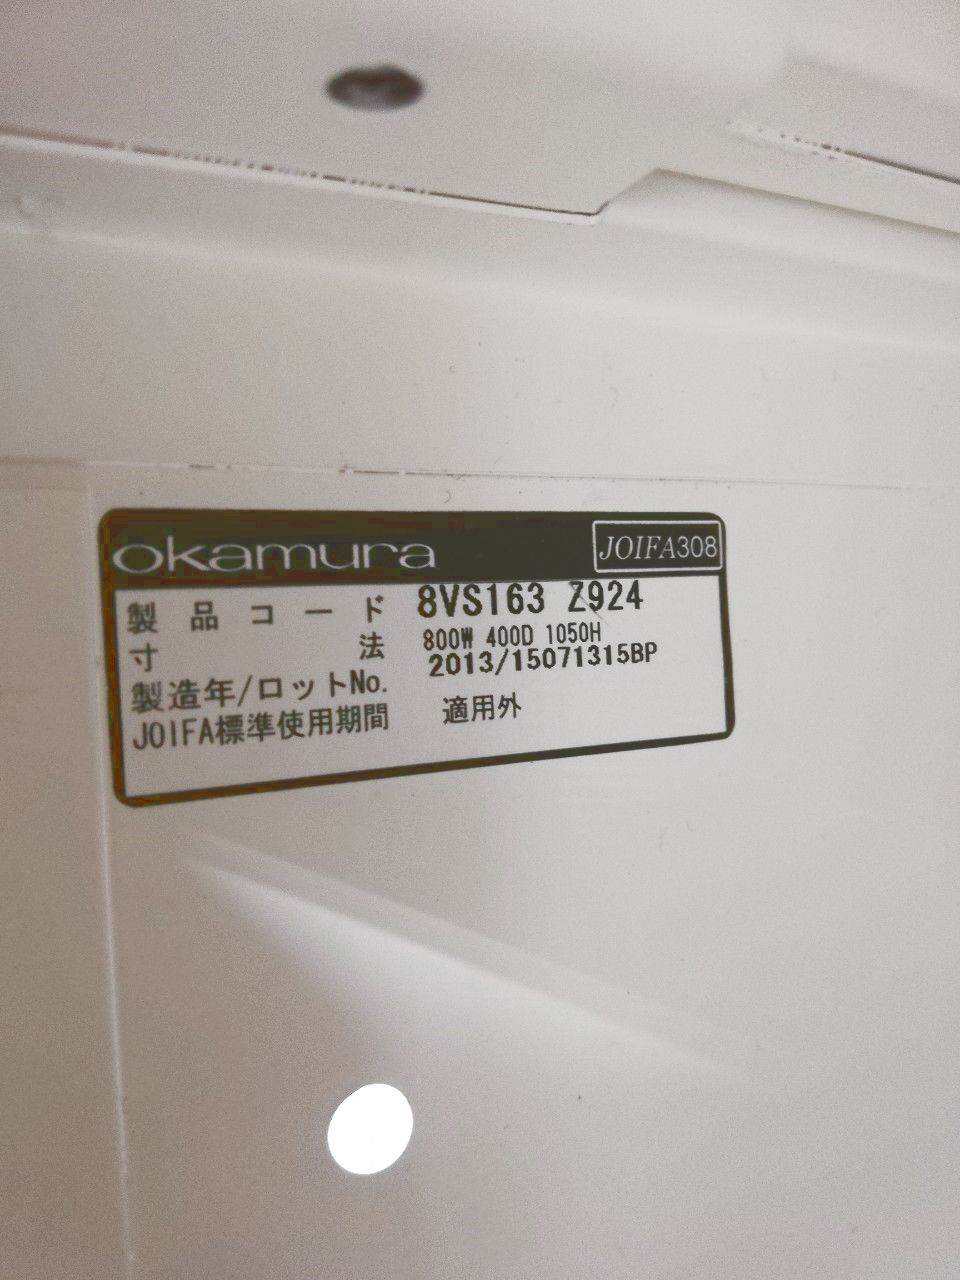 okamura JOIFA308
製品コード 8VS163 Z924
寸法 800W 400D 1050H
製造年/ロットNo. 2013/15071315BP
JOIFA標準使用期間 適用外